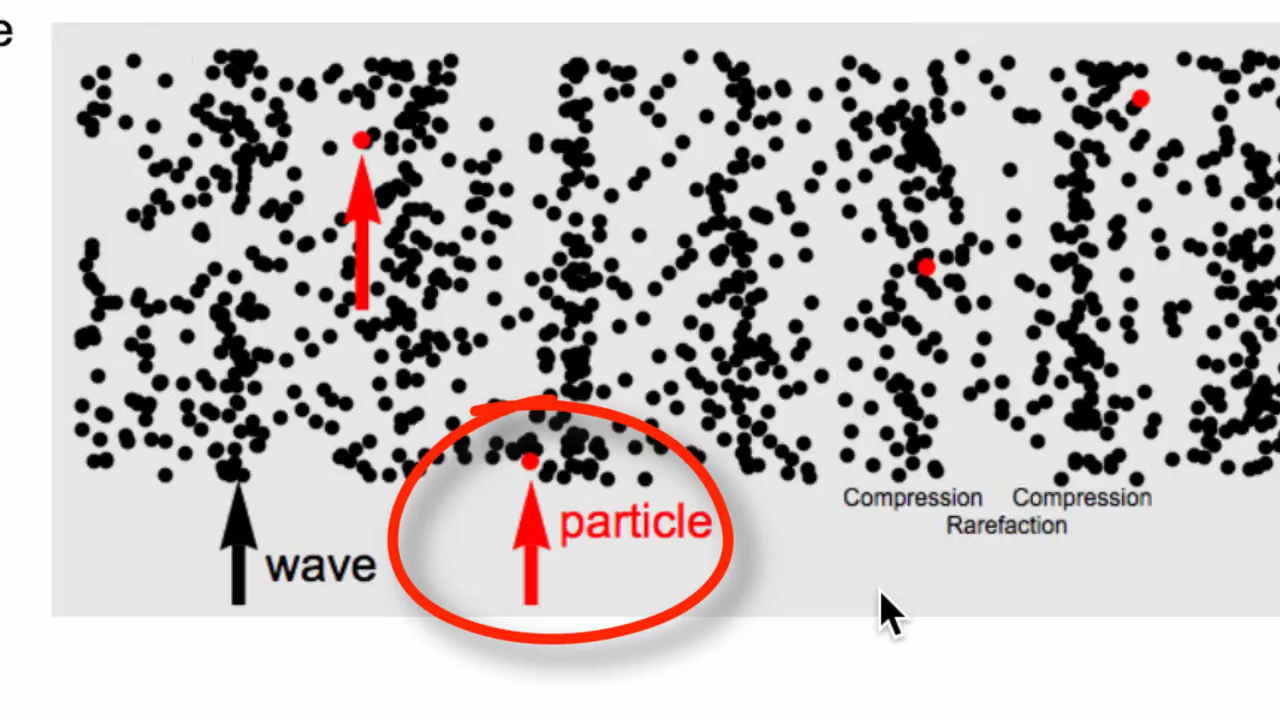 e
particle
wave
Compression Compression
Rarefaction